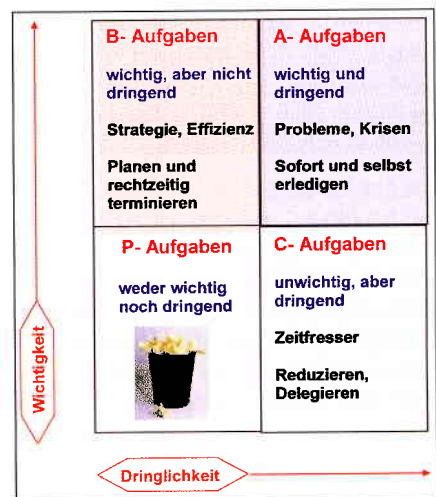 B- Aufgaben
wichtig, aber nicht
dringend
Strategie, Effizienz
Planen und
rechtzeitig
terminieren
A- Aufgaben
wichtig und
dringend
Probleme, Krisen
Sofort und selbst
erledigen
P- Aufgaben
weder wichtig
noch dringend
C- Aufgaben
unwichtig, aber
dringend
Zeitfresser
Reduzieren,
Delegieren
Wichtigkeit
Dringlichkeit